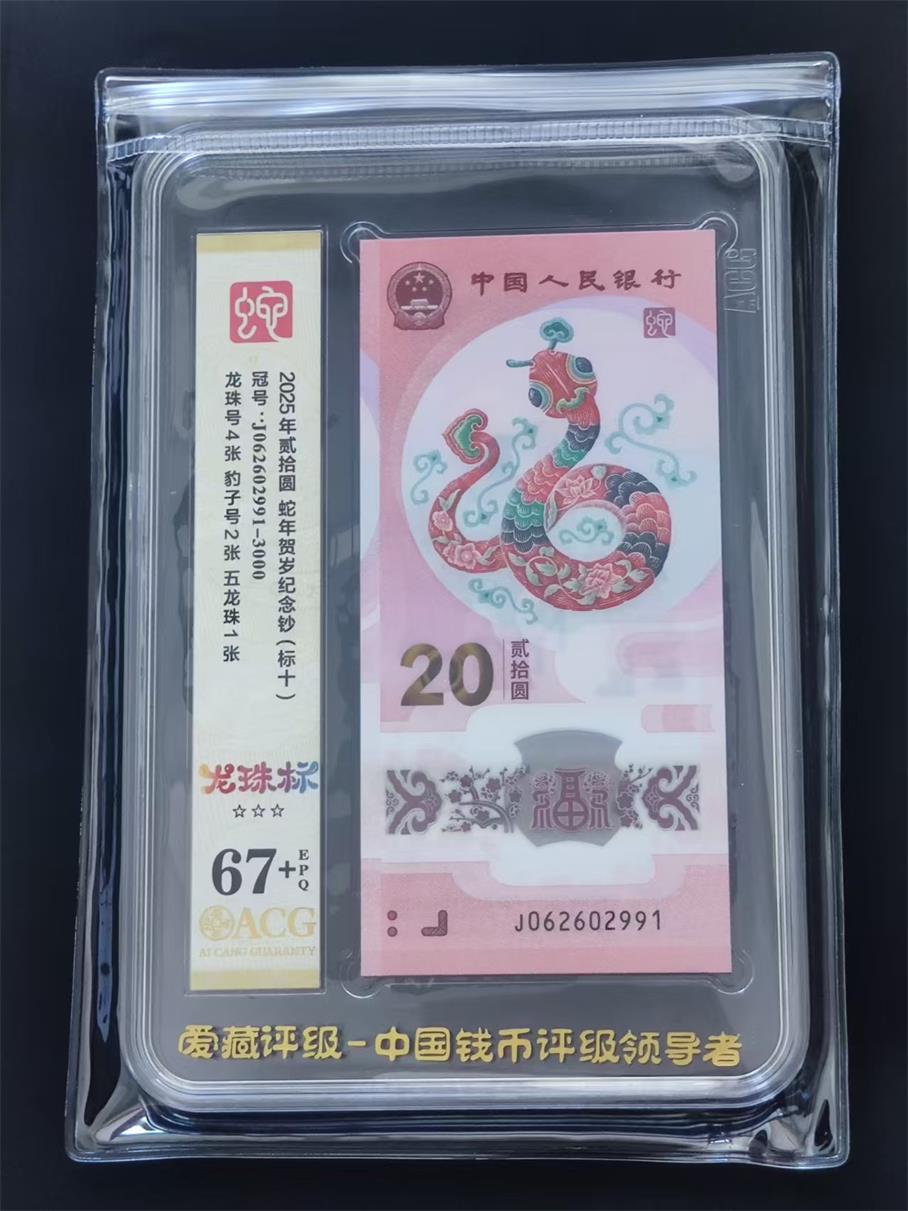 中国人民银行
蛇
20
贰拾圆
福
J062602991
蛇
2025年贰拾圆 蛇年贺岁纪念钞(标十)
冠号:J062602991-3000
龙珠号4张 豹子号2张 五龙珠1张
龙珠标
☆☆☆
67+EPQ
ACG
AI CANG GUARANTY
ACG
爱藏评级-中国钱币评级领导者